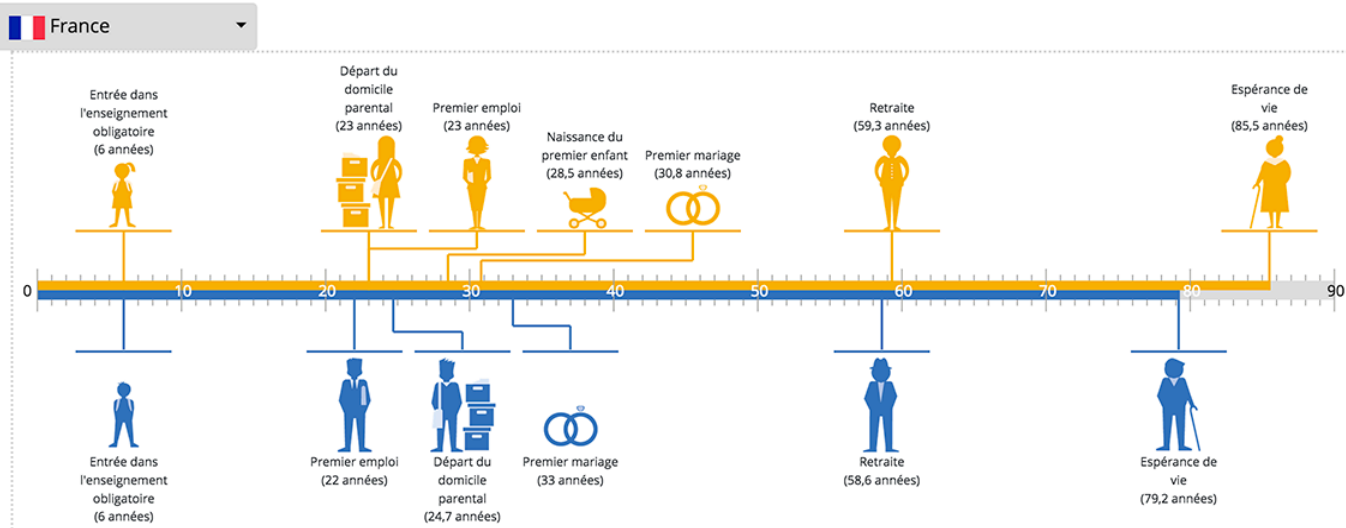 France
Entrée dans
l'enseignement
obligatoire
(6 années)
Départ du
domicile
parental
(23 années)
Premier emploi
(23 années)
Naissance du
premier enfant
(28,5 années)
Premier mariage
(30,8 années)
Retraite
(59,3 années)
Espérance de
vie
(85,5 années)
0 10 20 30 40 50 60 70 80 90
Entrée dans
l'enseignement
obligatoire
(6 années)
Premier emploi
(22 années)
Départ du
domicile
parental
(24,7 années)
Premier mariage
(33 années)
Retraite
(58,6 années)
Espérance de
vie
(79,2 années)